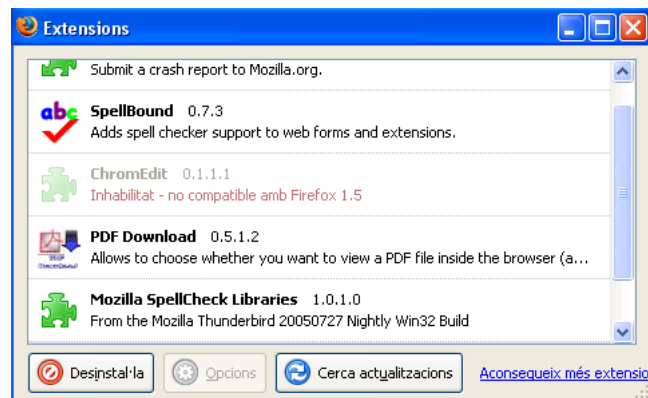 Extensions
Submit a crash report to Mozilla.org.
abc
SpellBound 0.7.3
Adds spell checker support to web forms and extensions.
ChromEdit 0.1.1.1
Inhabilitat - no compatible amb Firefox 1.5
PDF Download 0.5.1.2
Allows to choose whether you want to view a PDF file inside the browser (a...
Mozilla SpellCheck Libraries 1.0.1.0
From the Mozilla Thunderbird 20050727 Nightly Win32 Build
Desinstal·la
Opcions
Cerca actualitzacions
Aconsegueix més extensio